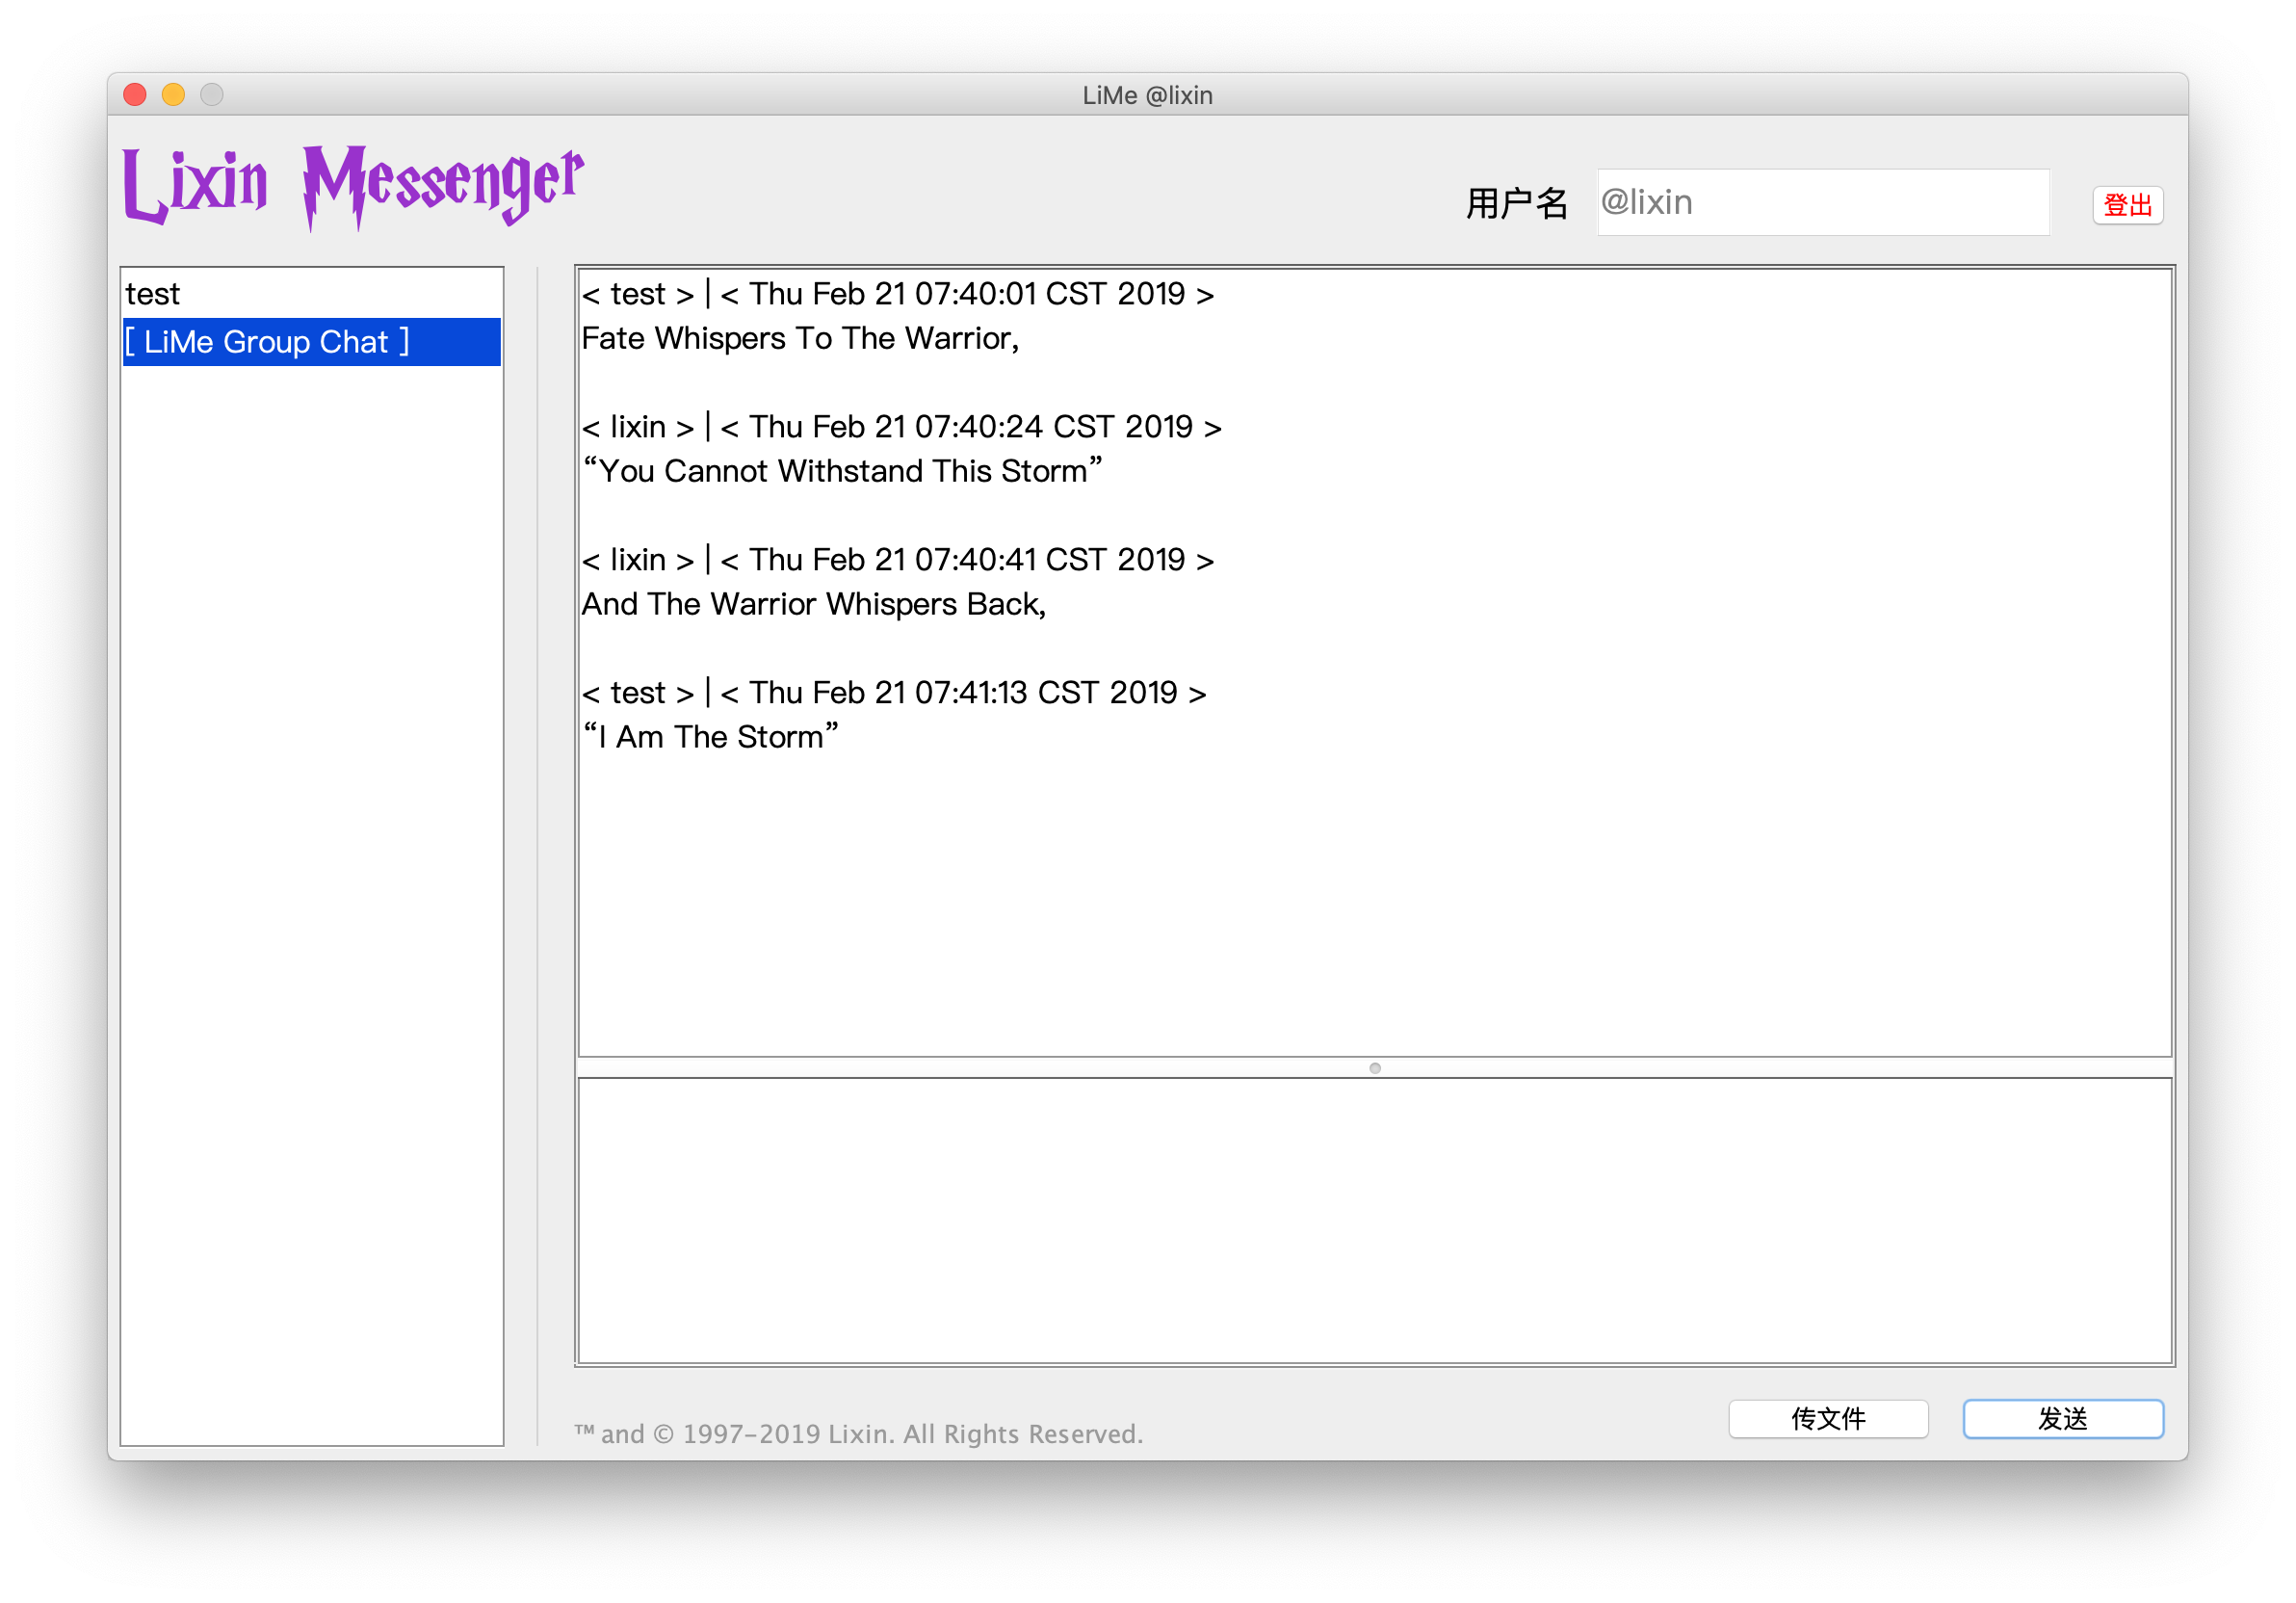 LiMe @lixin
Lixin Messenger
用户名 @lixin 登出
test
[ LiMe Group Chat ]
< test > | < Thu Feb 21 07:40:01 CST 2019 >
Fate Whispers To The Warrior,
< lixin > | < Thu Feb 21 07:40:24 CST 2019 >
“You Cannot Withstand This Storm”
< lixin > | < Thu Feb 21 07:40:41 CST 2019 >
And The Warrior Whispers Back,
< test > | < Thu Feb 21 07:41:13 CST 2019 >
“I Am The Storm”
™ and © 1997-2019 Lixin. All Rights Reserved.
传文件 发送